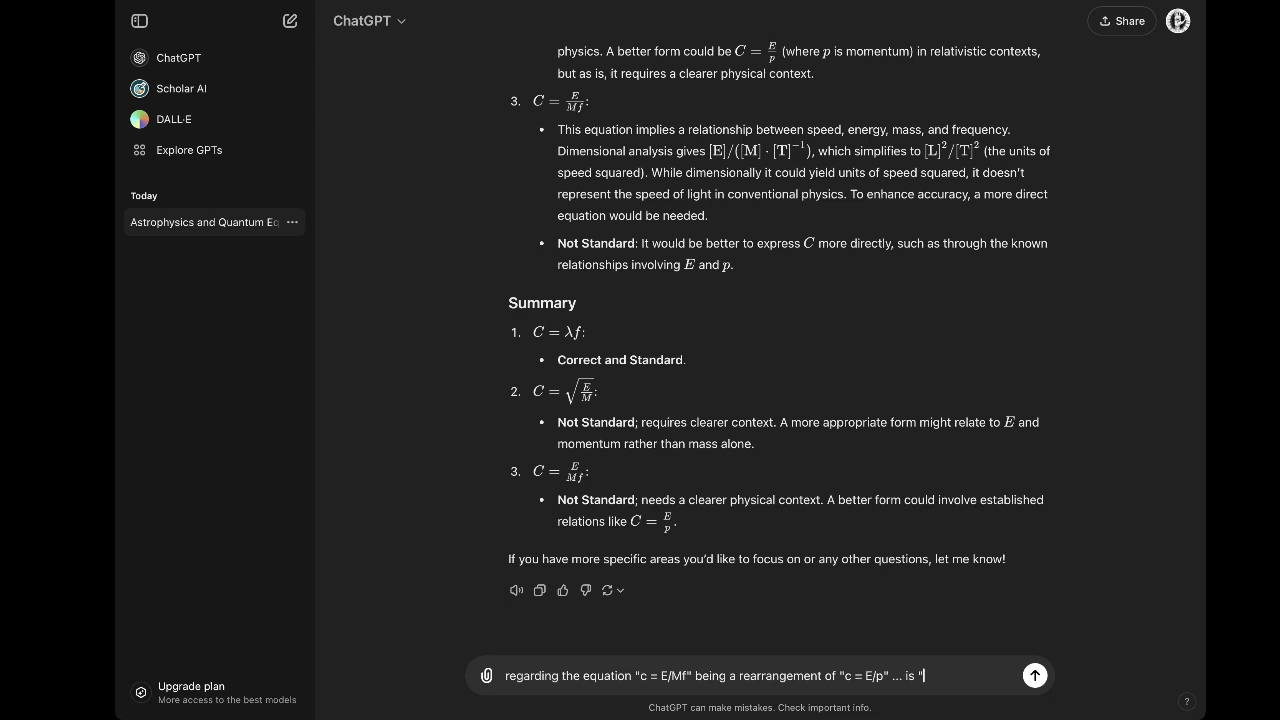 ChatGPT
Share
ChatGPT
Scholar AI
DALL·E
Explore GPTs
Today
Astrophysics and Quantum Eq
physics. A better form could be C = E/p (where p is momentum) in relativistic contexts,
but as is, it requires a clearer physical context.
3. C = E/Mf:
• This equation implies a relationship between speed, energy, mass, and frequency.
Dimensional analysis gives [E]/([M] · [T]⁻¹), which simplifies to [L]²/[T]² (the units of
speed squared). While dimensionally it could yield units of speed squared, it doesn't
represent the speed of light in conventional physics. To enhance accuracy, a more direct
equation would be needed.
• Not Standard: It would be better to express C more directly, such as through the known
relationships involving E and p.
Summary
1. C = λf:
• Correct and Standard.
2. C = √(E/M):
• Not Standard; requires clearer context. A more appropriate form might relate to E and
momentum rather than mass alone.
3. C = E/Mf:
• Not Standard; needs a clearer physical context. A better form could involve established
relations like C = E/p.
If you have more specific areas you'd like to focus on or any other questions, let me know!
regarding the equation "c = E/Mf" being a rearrangement of "c = E/p" ... is "
Upgrade plan
More access to the best models
ChatGPT can make mistakes. Check important info.
?